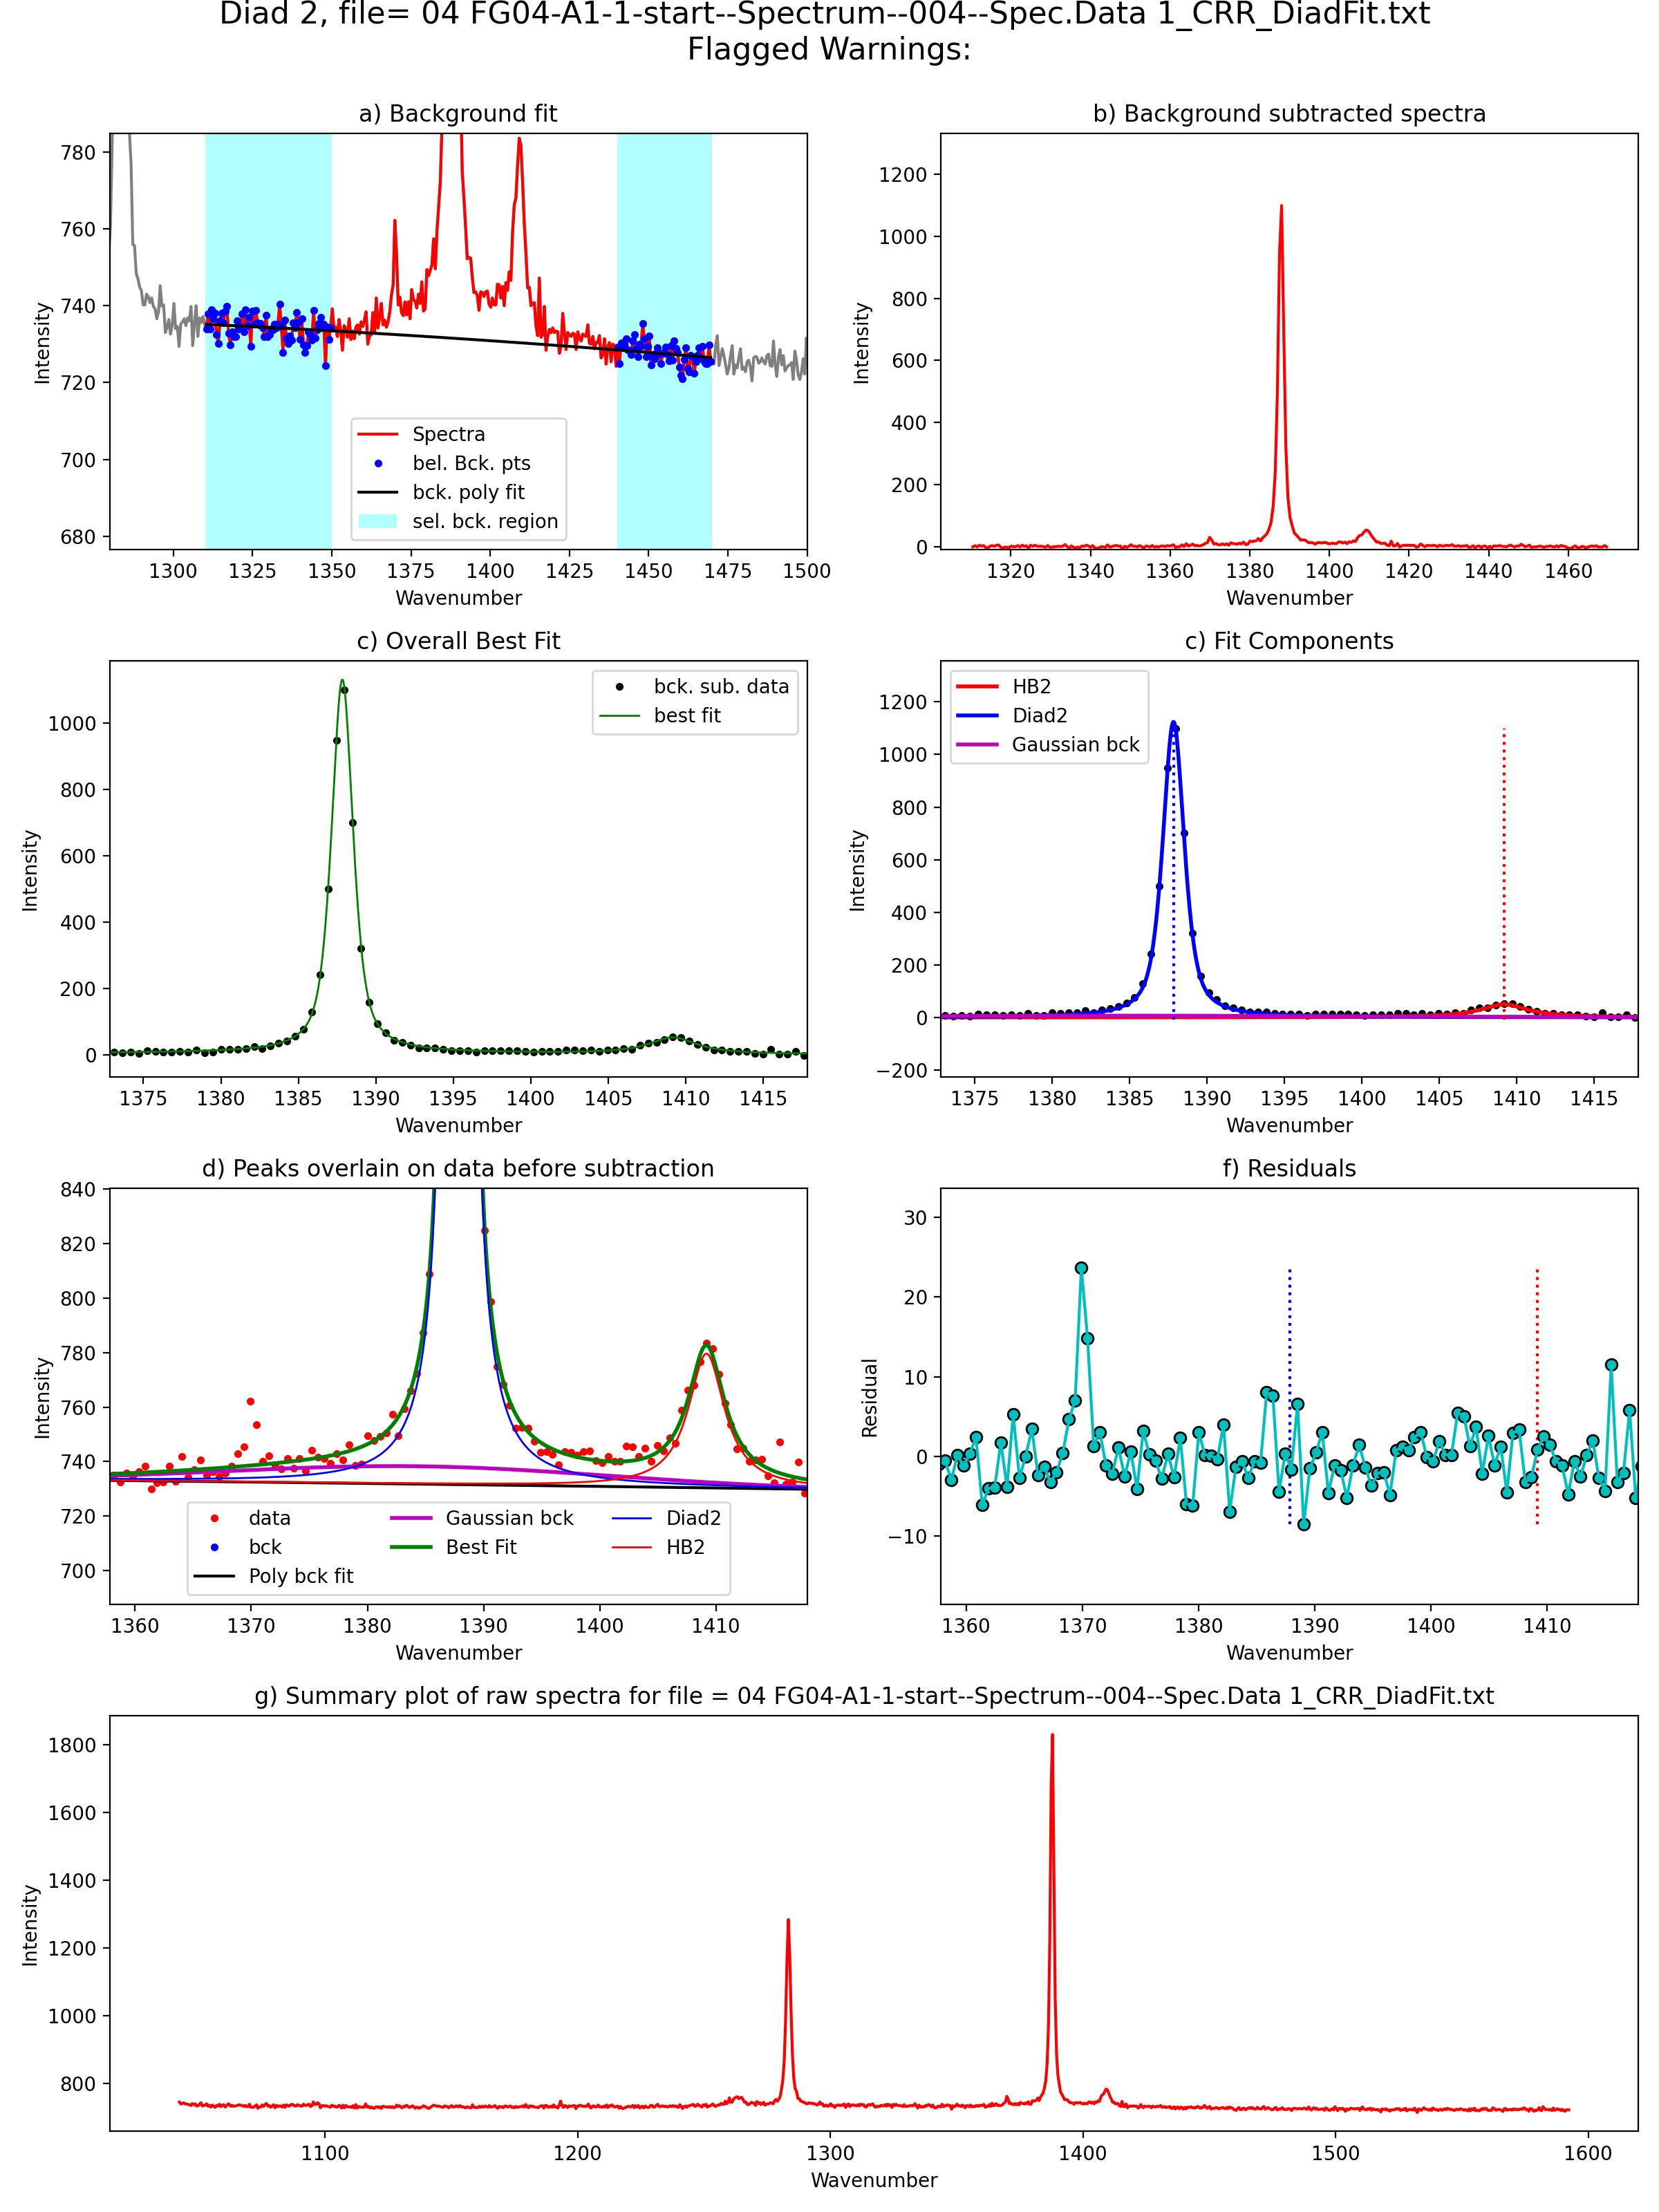 Diad 2, file= 04 FG04-A1-1-start--Spectrum--004--Spec.Data 1_CRR_DiadFit.txt
Flagged Warnings:
a) Background fit
780
760
740
720
700
680
Intensity
Spectra
bel. Bck. pts
bck. poly fit
sel. bck. region
1300 1325 1350 1375 1400 1425 1450 1475 1500
Wavenumber
b) Background subtracted spectra
1200
1000
800
600
400
200
0
Intensity
1320 1340 1360 1380 1400 1420 1440 1460
Wavenumber
c) Overall Best Fit
1000
800
600
400
200
0
Intensity
bck. sub. data
best fit
1375 1380 1385 1390 1395 1400 1405 1410 1415
Wavenumber
c) Fit Components
1200
1000
800
600
400
200
0
−200
Intensity
HB2
Diad2
Gaussian bck
1375 1380 1385 1390 1395 1400 1405 1410 1415
Wavenumber
d) Peaks overlain on data before subtraction
840
820
800
780
760
740
720
700
Intensity
data
bck
Poly bck fit
Gaussian bck
Best Fit
Diad2
HB2
1360 1370 1380 1390 1400 1410
Wavenumber
f) Residuals
30
20
10
0
−10
Residual
1360 1370 1380 1390 1400 1410
Wavenumber
g) Summary plot of raw spectra for file = 04 FG04-A1-1-start--Spectrum--004--Spec.Data 1_CRR_DiadFit.txt
1800
1600
1400
1200
1000
800
Intensity
1100 1200 1300 1400 1500 1600
Wavenumber